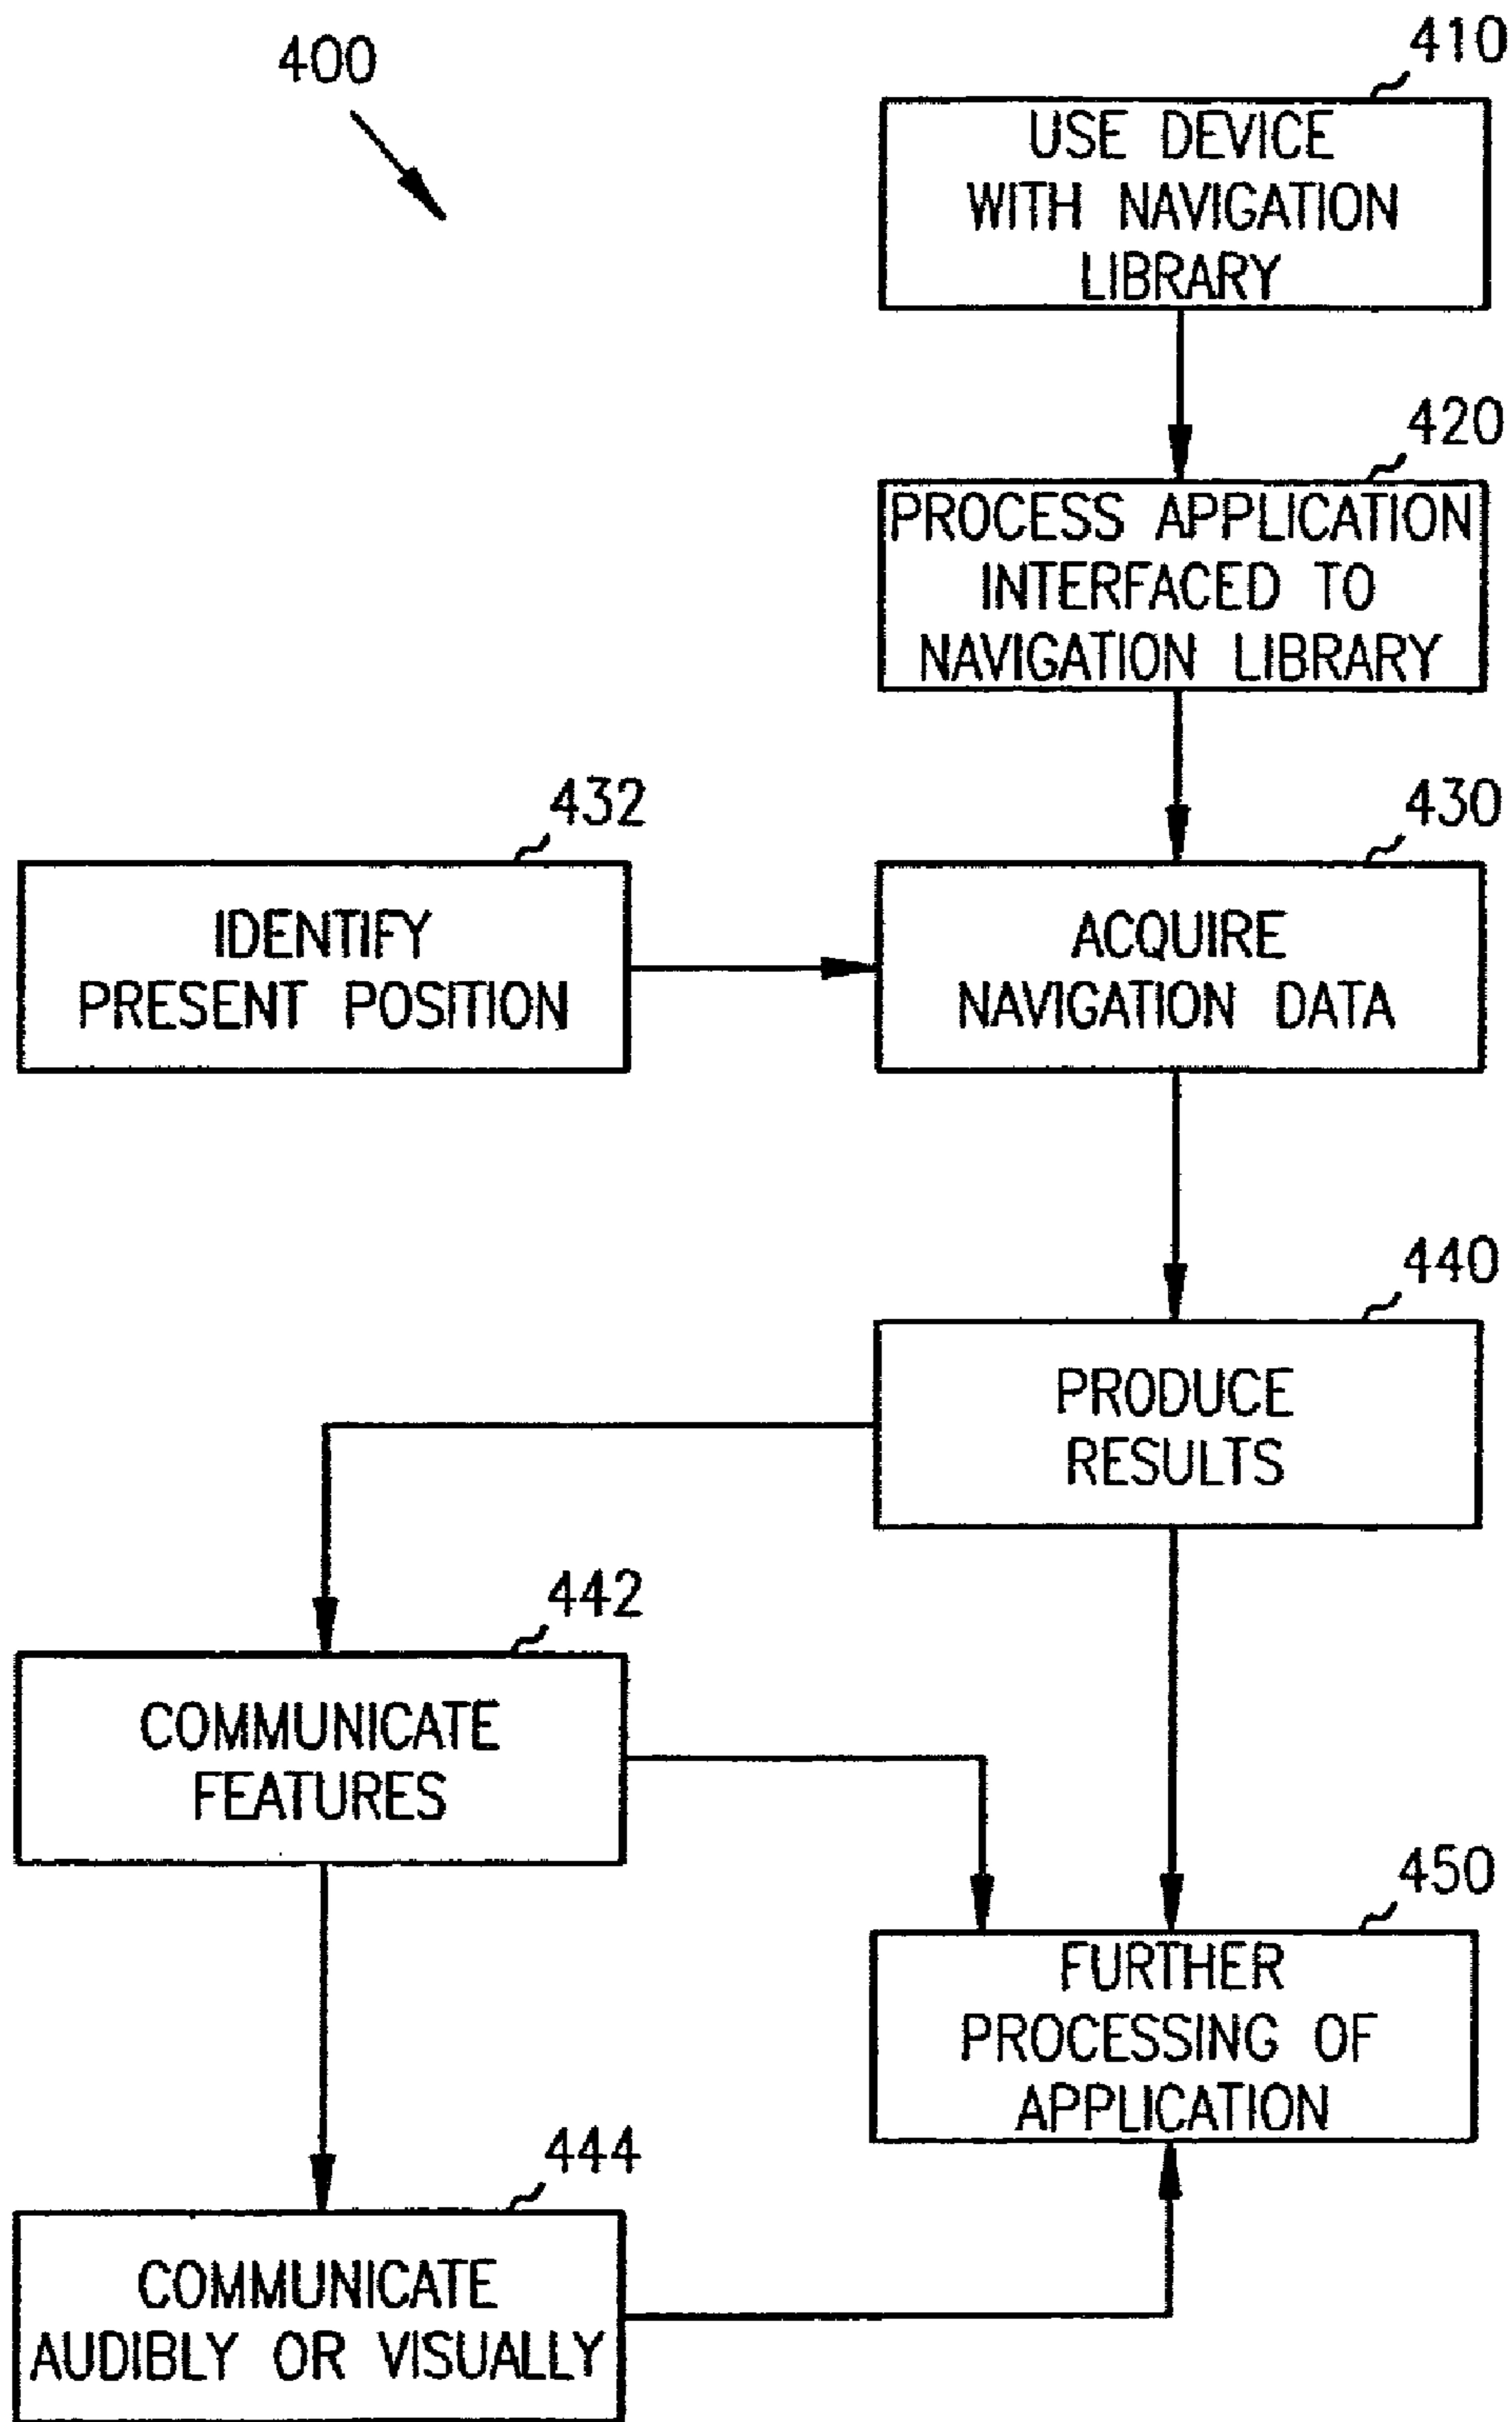 400
410
USE DEVICE
WITH NAVIGATION
LIBRARY
420
PROCESS APPLICATION
INTERFACED TO
NAVIGATION LIBRARY
432
IDENTIFY
PRESENT POSITION
430
ACQUIRE
NAVIGATION DATA
440
PRODUCE
RESULTS
442
COMMUNICATE
FEATURES
450
FURTHER
PROCESSING OF
APPLICATION
444
COMMUNICATE
AUDIBLY OR VISUALLY